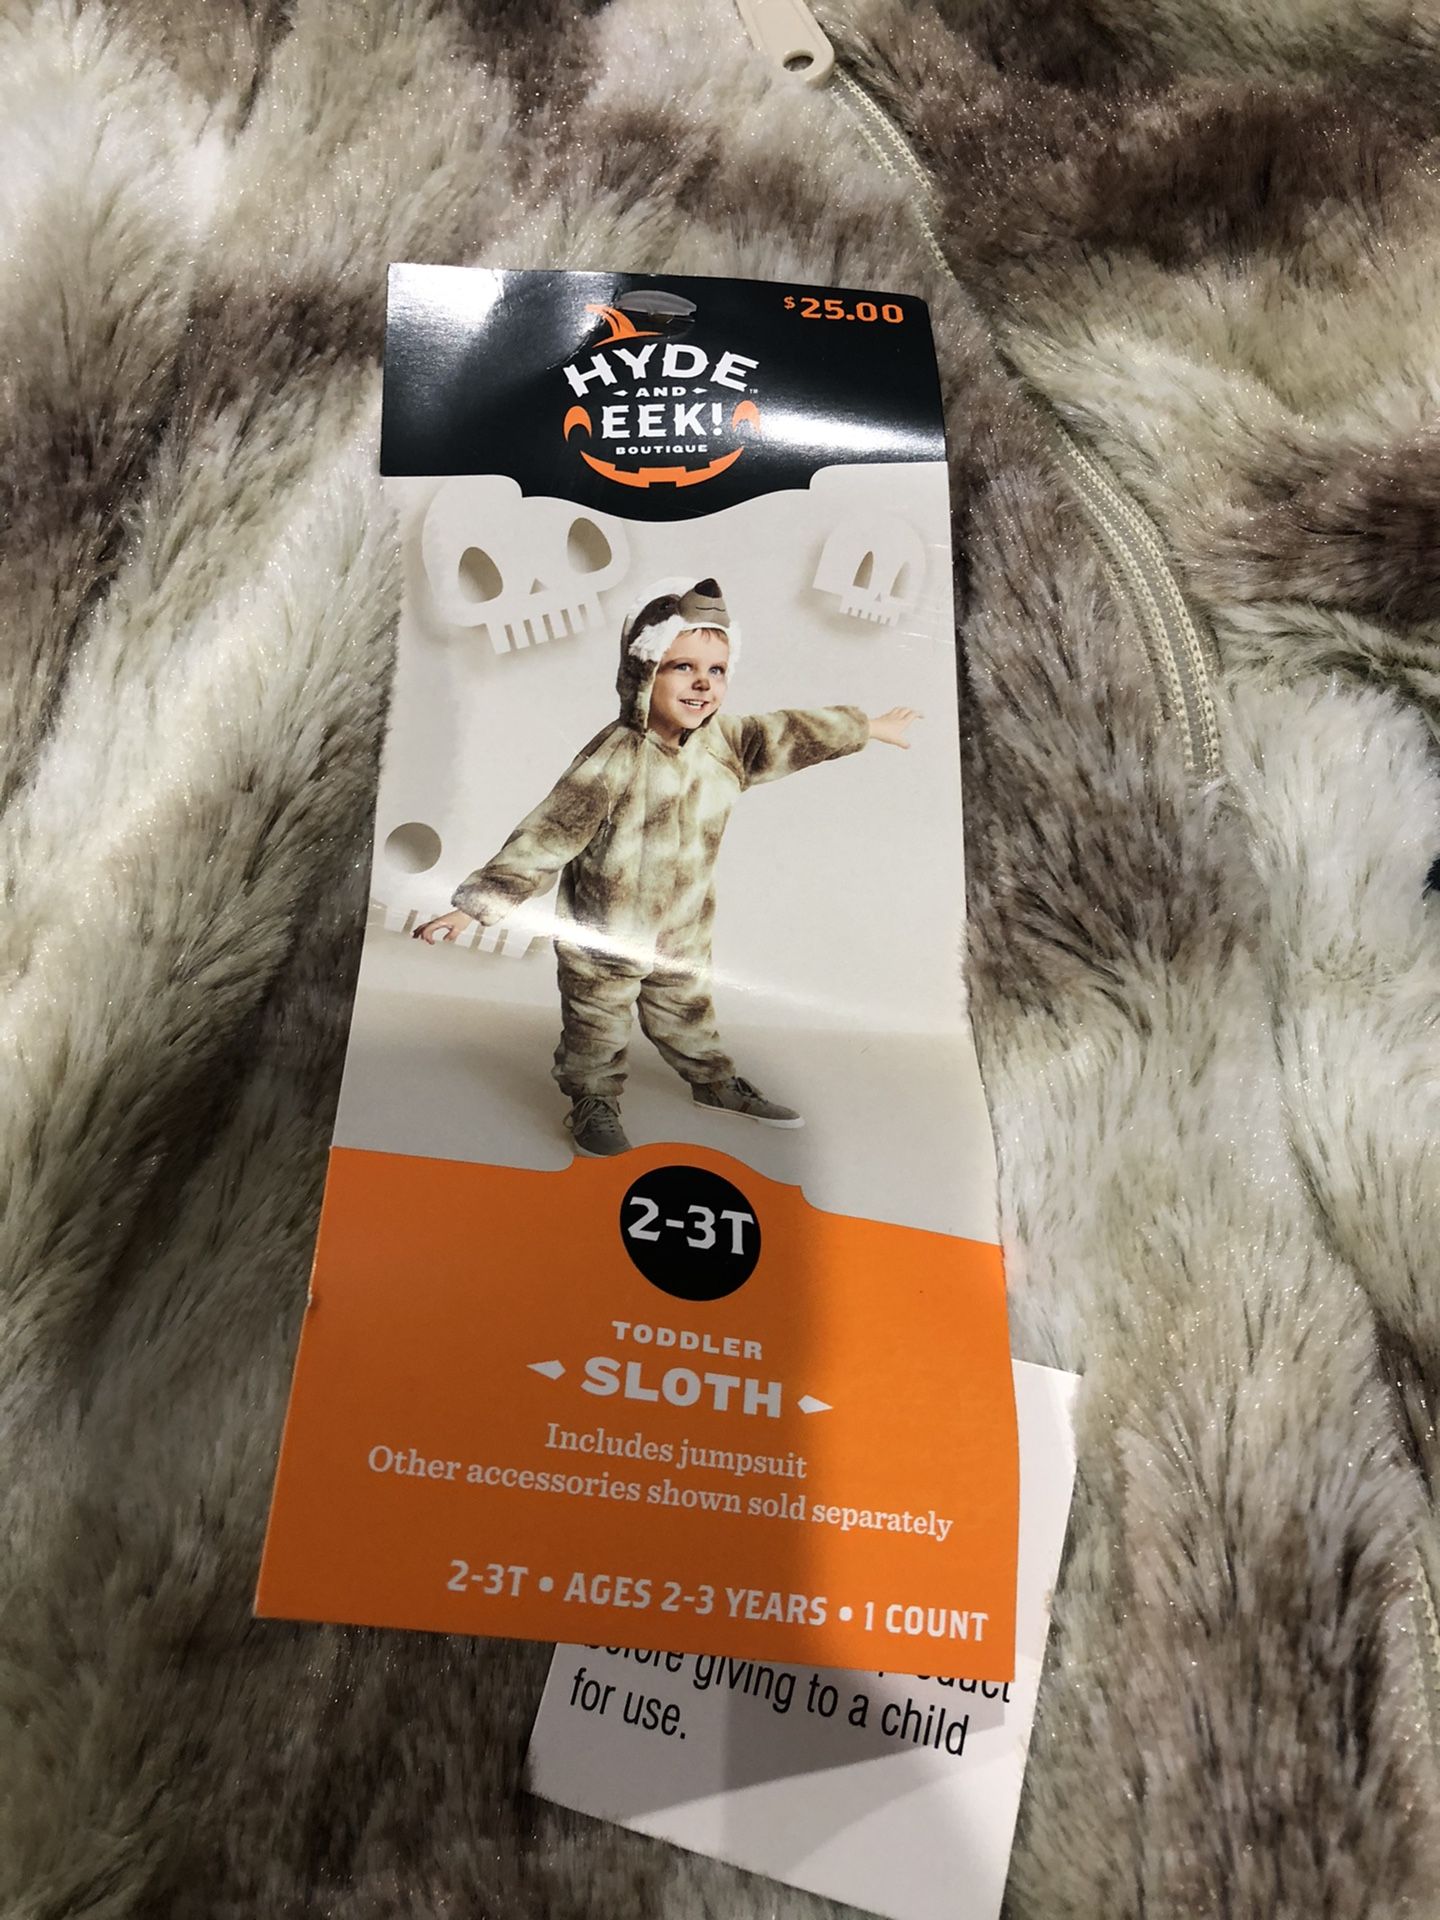 $25.00
HYDE
AND
EEK!
BOUTIQUE
2-3T
TODDLER
SLOTH
Includes jumpsuit
Other accessories shown sold separately
2-3T • AGES 2-3 YEARS • 1 COUNT
before giving to a child
for use.